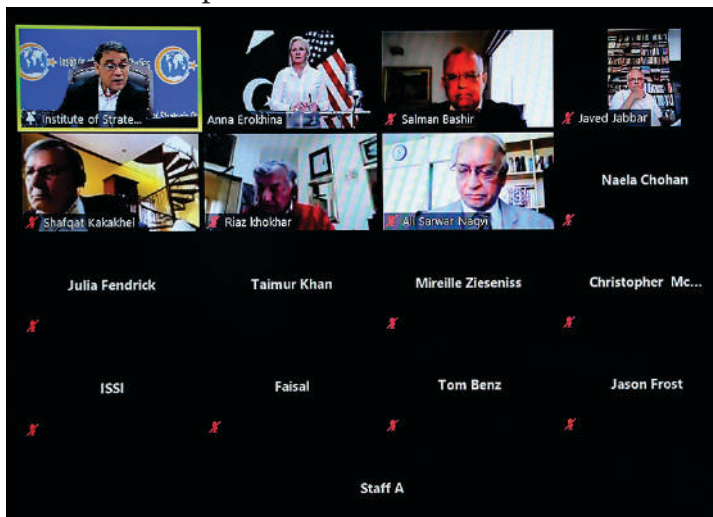 Institute of Strate...
Anna Erokhina
Salman Bashir
Javed Jabbar
Shafqat Kakakhel
Riaz khokhar
Ali Sarwar Naqvi
Naela Chohan
Julia Fendrick
Taimur Khan
Mireille Zieseniss
Christopher Mc...
ISSI
Faisal
Tom Benz
Jason Frost
Staff A